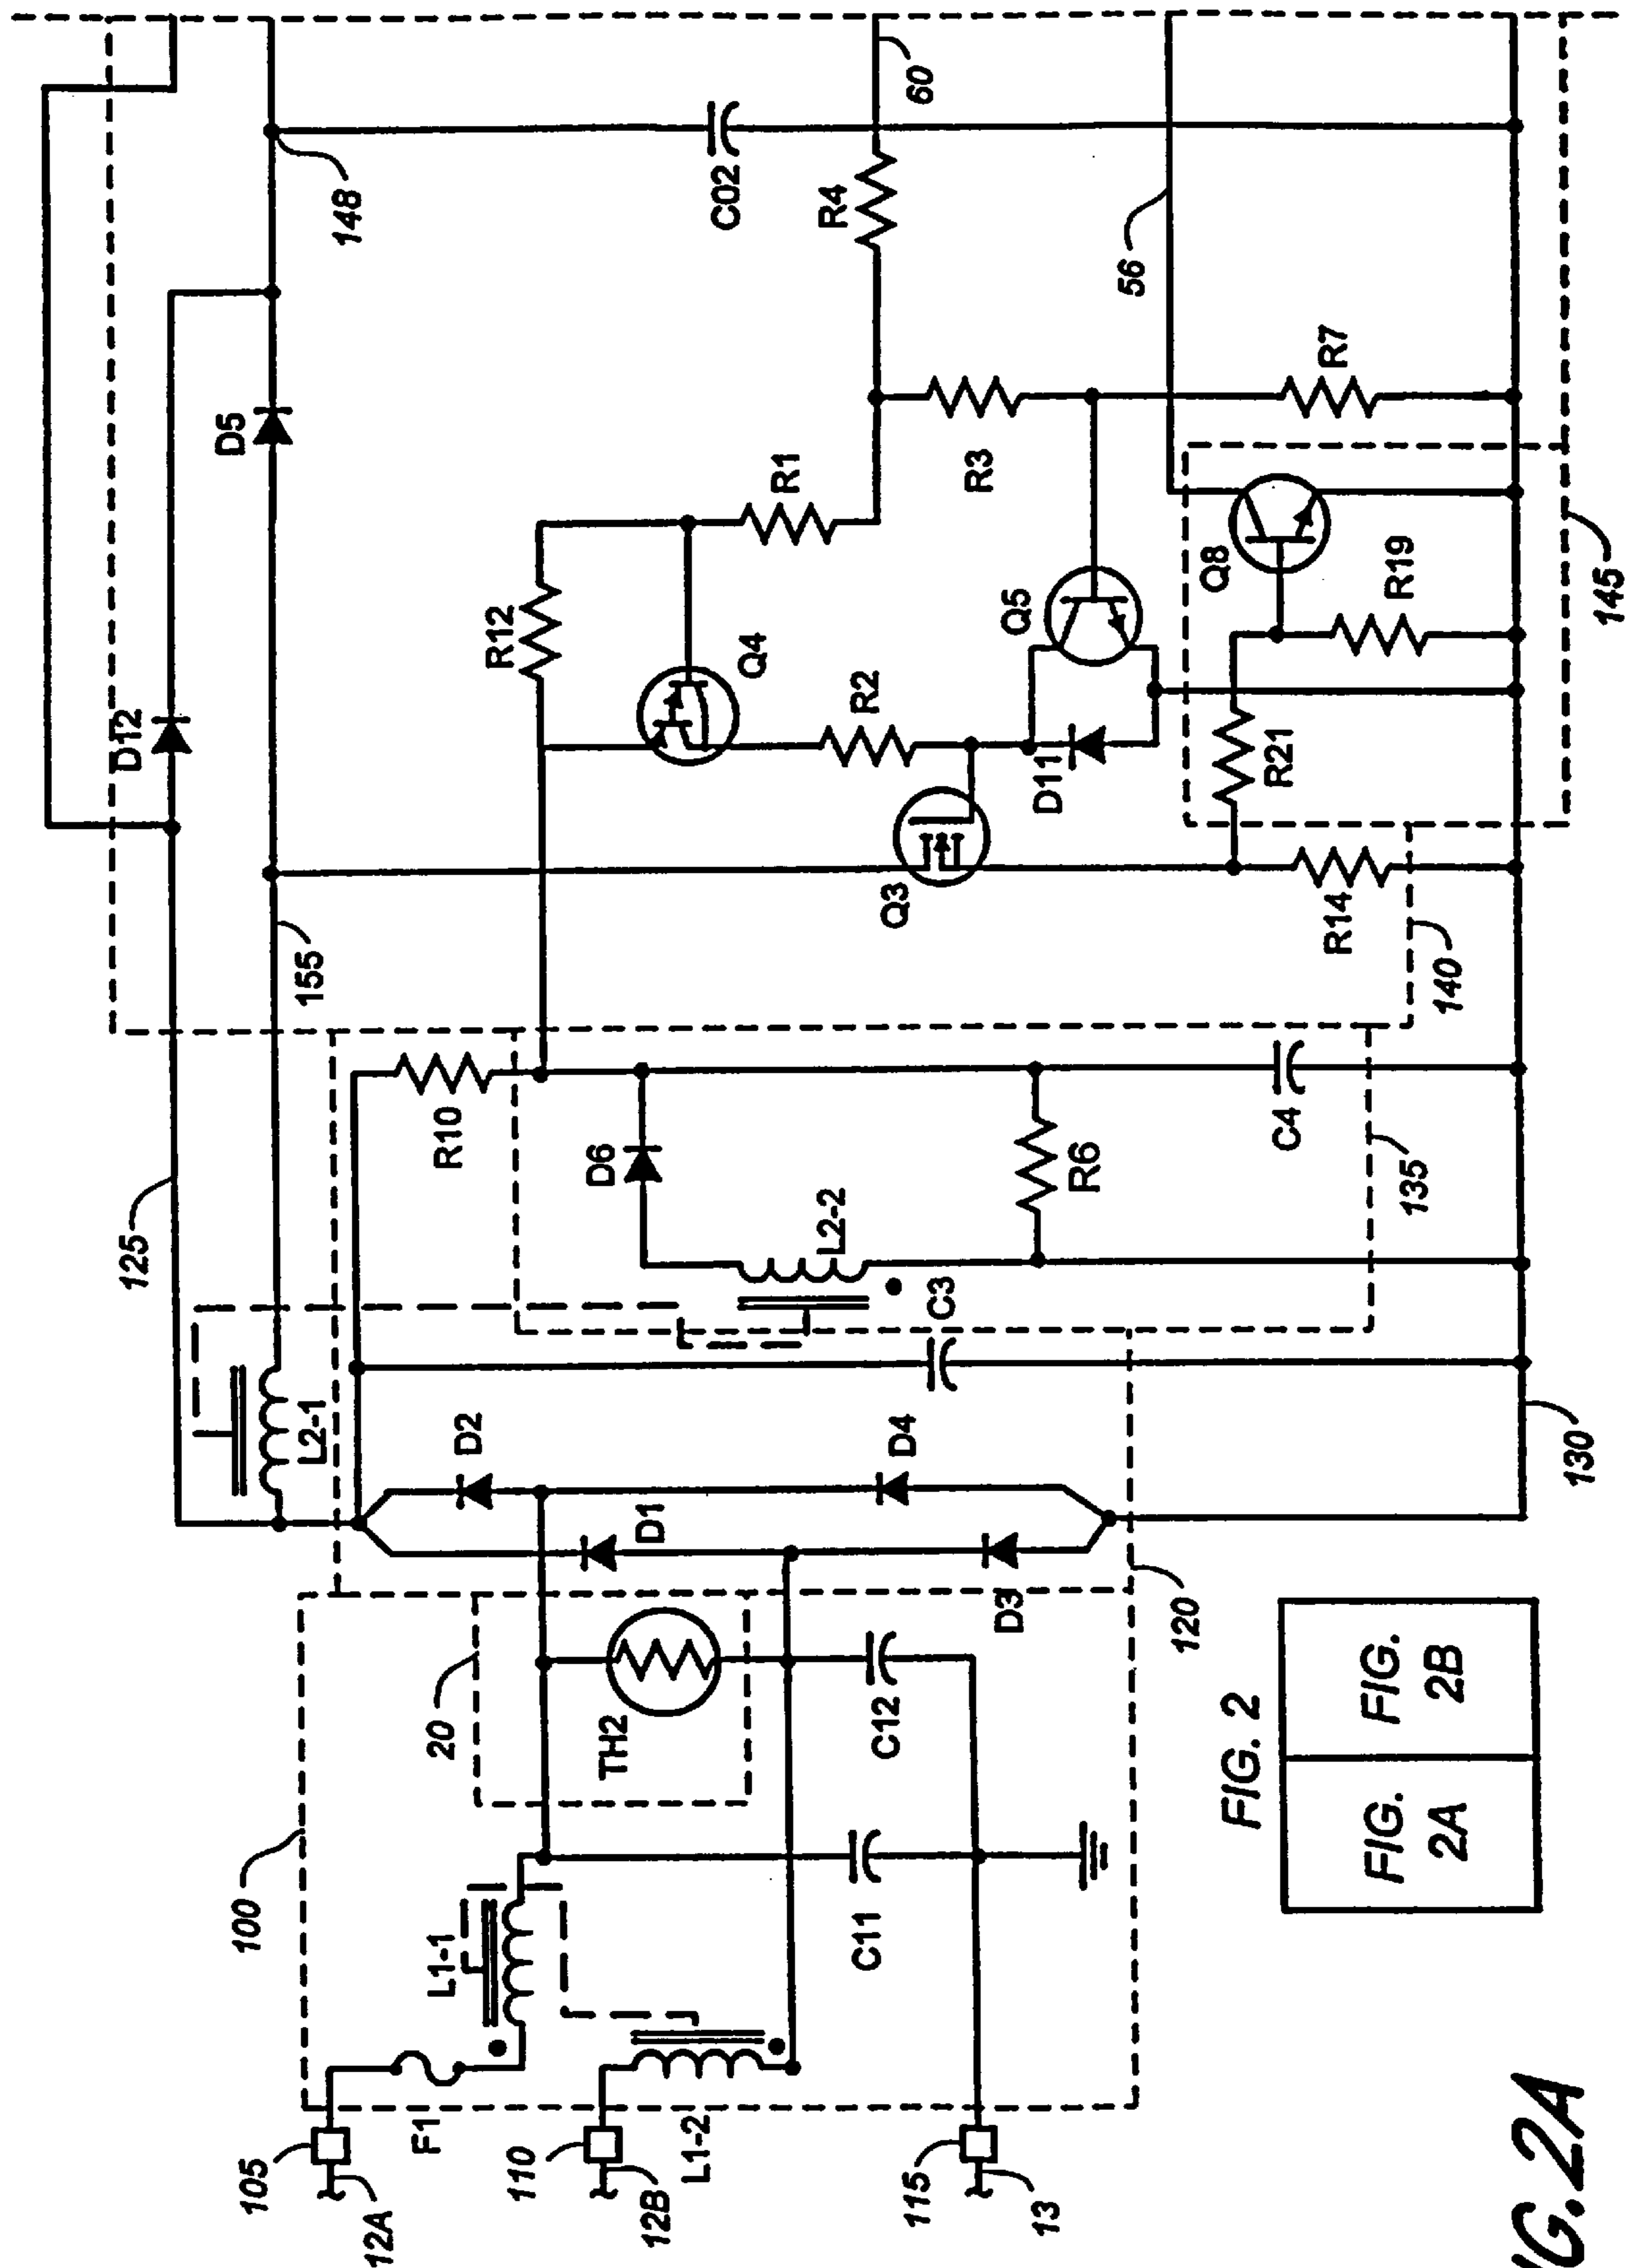 125
D12
D5
100
105
L2-1
155
148
12A
F1
L1-1
20
R10
D2
R12
110
TH2
D6
12B
D1
L1-2
C02
Q4
R1
L2-2
R4
C11
R2
C12
Q3
D4
115
60
C3
R3
D3
Q5
13
D11
R6
56
120
Q8
FIG. 2
R21
C4
R7
R14
FIG.
2A
FIG.
2B
R19
135
140
130
145
IG.2A